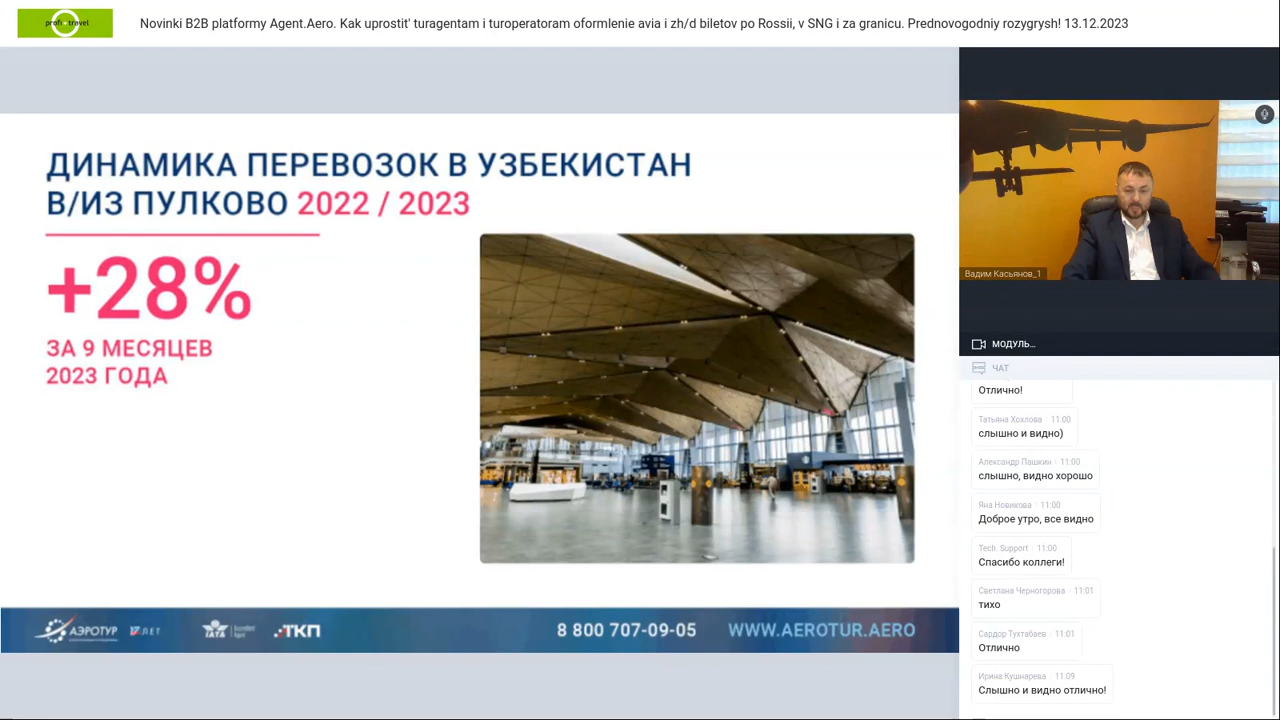 profi travel
Novinki B2B platformy Agent.Aero. Kak uprostit' turagentam i turoperatoram oformlenie avia i zh/d biletov po Rossii, v SNG i za granicu. Prednovogodniy rozygrysh! 13.12.2023
ДИНАМИКА ПЕРЕВОЗОК В УЗБЕКИСТАН
В/ИЗ ПУЛКОВО 2022 / 2023
+28%
ЗА 9 МЕСЯЦЕВ
2023 ГОДА
АЭРОТУР
17 ЛЕТ
IATA
ТКП
8 800 707-09-05
WWW.AEROTUR.AERO
Вадим Касьянов_1
МОДУЛЬ...
ЧАТ
Отлично!
Татьяна Хохлова 11:00
слышно и видно)
Александр Пашкин 11:00
слышно, видно хорошо
Яна Новикова 11:00
Доброе утро, все видно
Tech. Support 11:00
Спасибо коллеги!
Светлана Черногорова 11:01
тихо
Сардор Тухтабаев 11:01
Отлично
Ирина Кушнарева 11:09
Слышно и видно отлично!